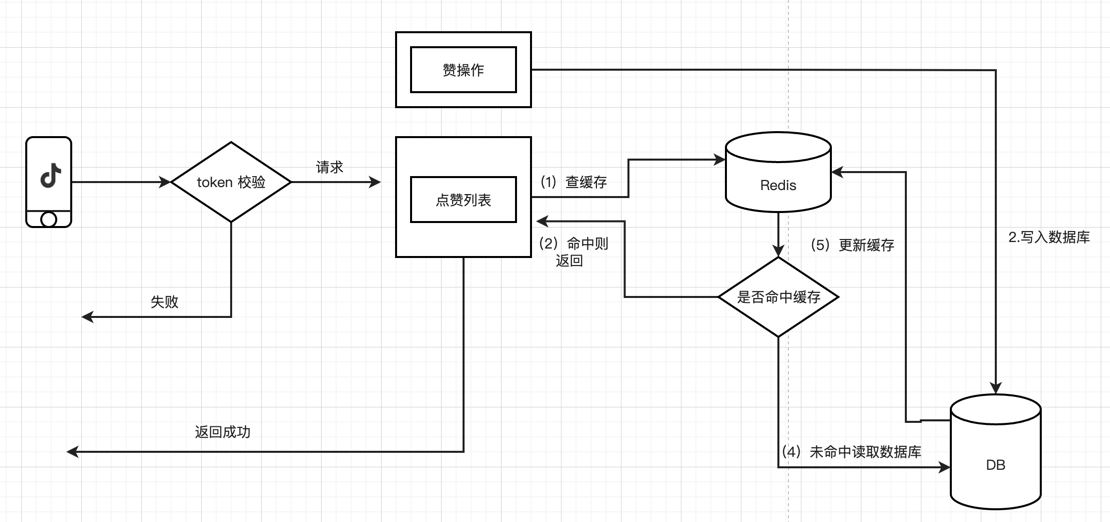 赞操作
token 校验
请求
点赞列表
（1）查缓存
Redis
（2）命中则
返回
（5）更新缓存
2.写入数据库
是否命中缓存
失败
返回成功
（4）未命中读取数据库
DB